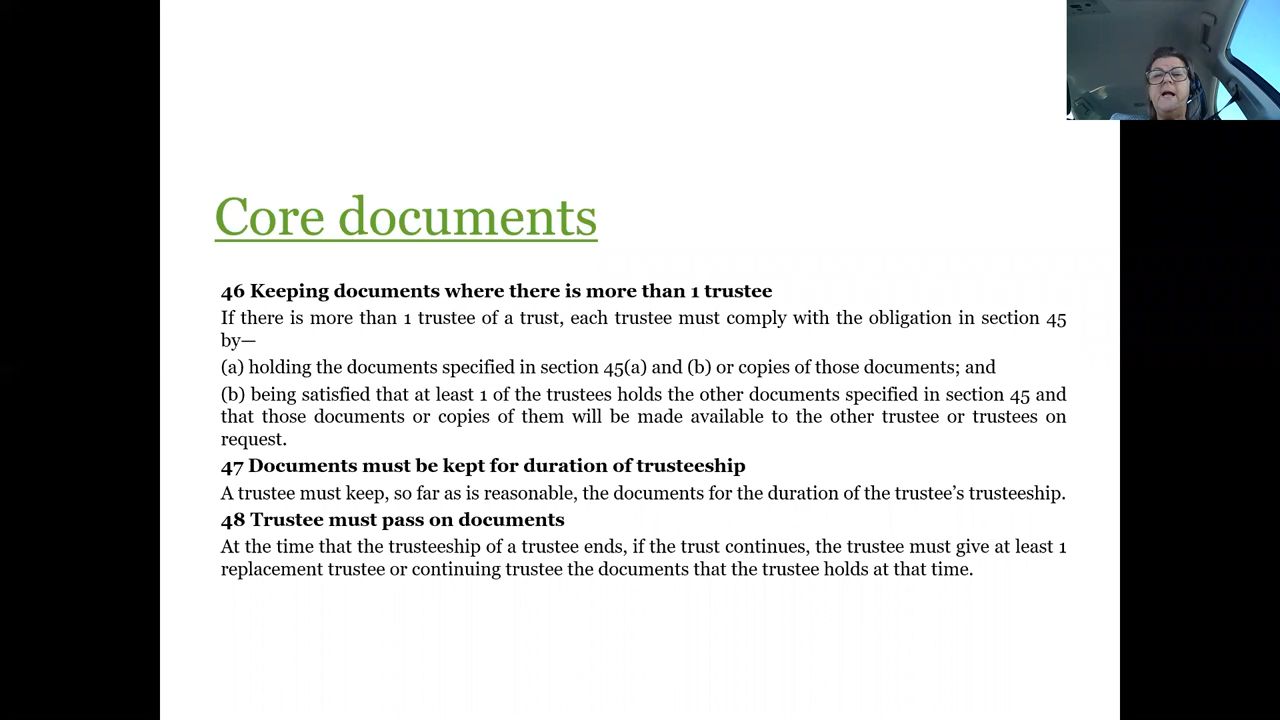 Core documents
46 Keeping documents where there is more than 1 trustee
If there is more than 1 trustee of a trust, each trustee must comply with the obligation in section 45
by—
(a) holding the documents specified in section 45(a) and (b) or copies of those documents; and
(b) being satisfied that at least 1 of the trustees holds the other documents specified in section 45 and
that those documents or copies of them will be made available to the other trustee or trustees on
request.
47 Documents must be kept for duration of trusteeship
A trustee must keep, so far as is reasonable, the documents for the duration of the trustee’s trusteeship.
48 Trustee must pass on documents
At the time that the trusteeship of a trustee ends, if the trust continues, the trustee must give at least 1
replacement trustee or continuing trustee the documents that the trustee holds at that time.